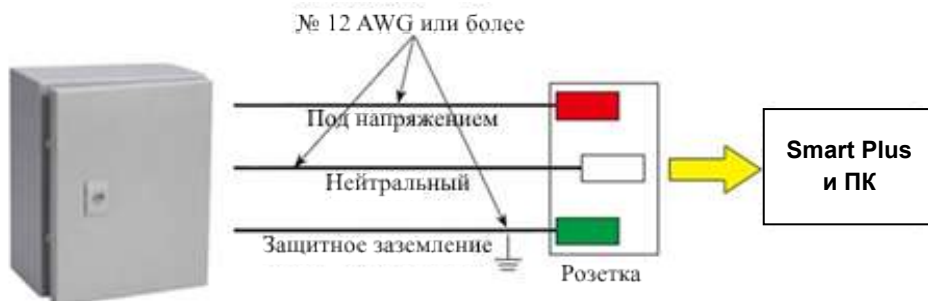 № 12 AWG или более
Под напряжением
Smart Plus
и ПК
Нейтральный
Защитное заземление
Розетка